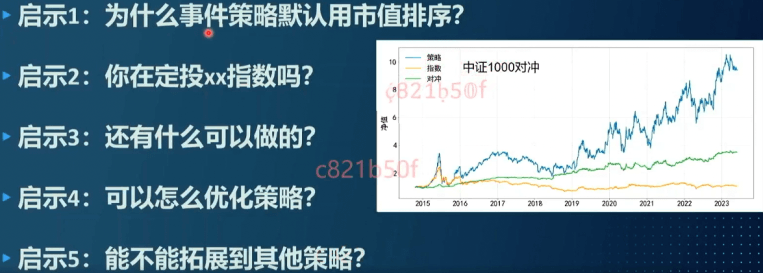 启示1：为什么事件策略默认用市值排序？
启示2：你在定投xx指数吗？
启示3：还有什么可以做的？
启示4：可以怎么优化策略？
启示5：能不能拓展到其他策略？
中证1000对冲
策略
指数
对冲
净值
10
8
6
4
2
2015 2016 2017 2018 2019 2020 2021 2022 2023
c821b50f
c821b50f